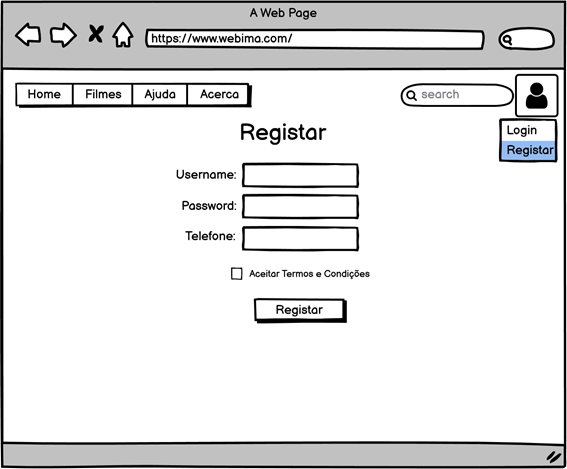 A Web Page
https://www.webima.com/
Home Filmes Ajuda Acerca
search
Login
Registar
Registar
Username:
Password:
Telefone:
Aceitar Termos e Condições
Registar